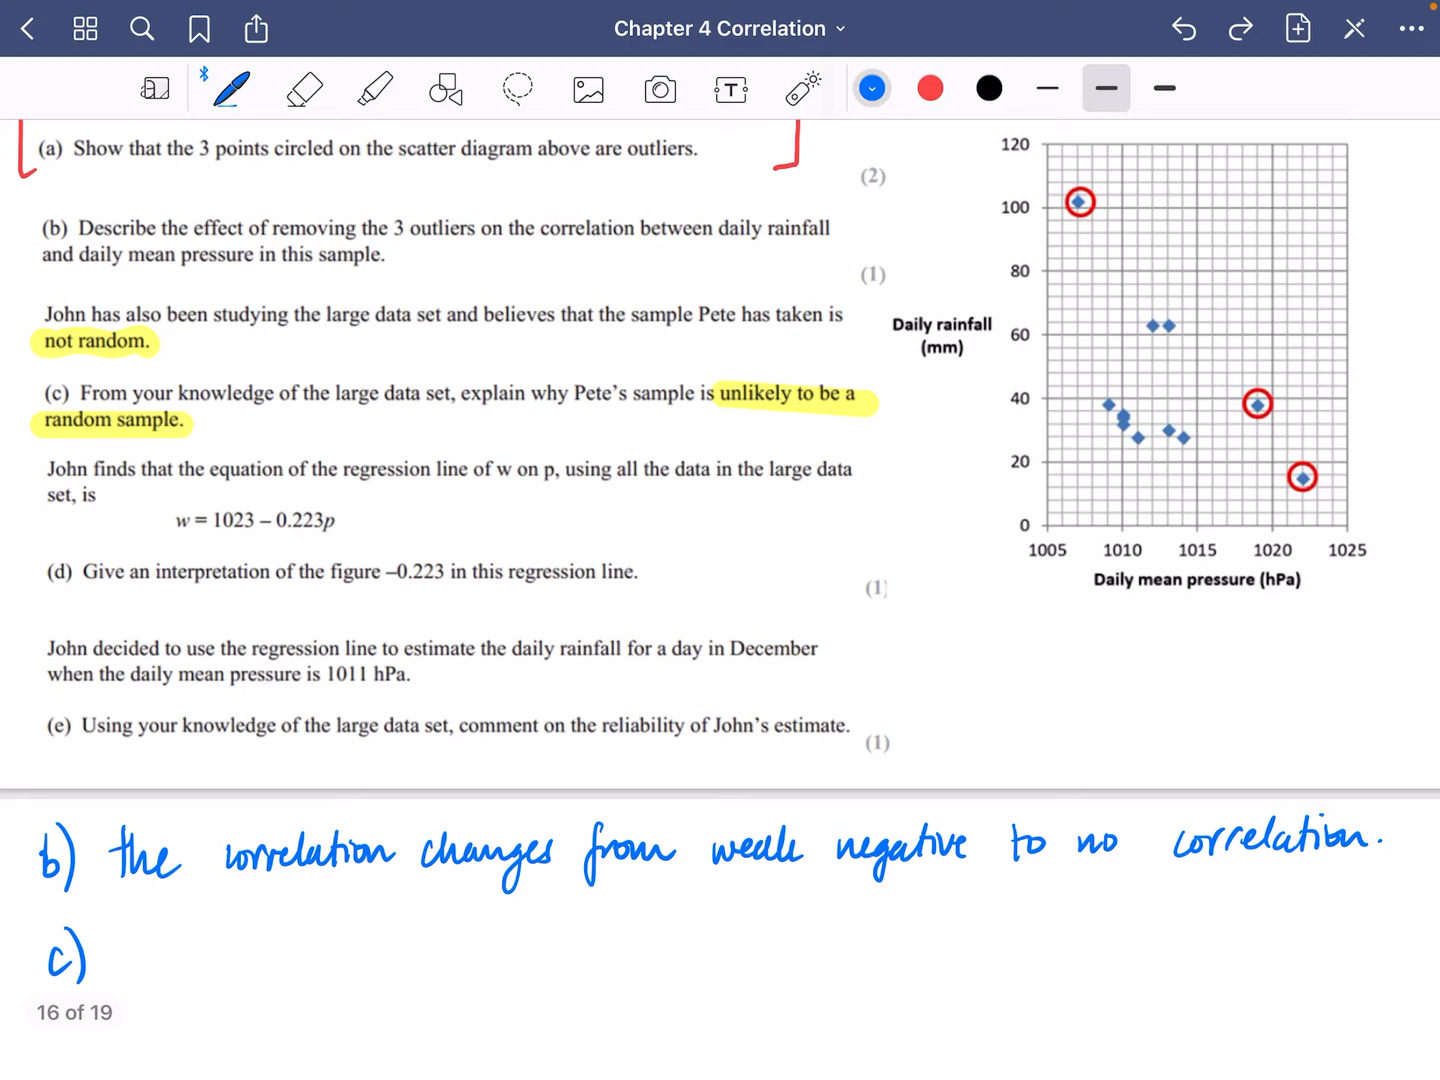 Chapter 4 Correlation
T
(a) Show that the 3 points circled on the scatter diagram above are outliers.
(2)
(b) Describe the effect of removing the 3 outliers on the correlation between daily rainfall
and daily mean pressure in this sample.
(1)
John has also been studying the large data set and believes that the sample Pete has taken is
not random.
(c) From your knowledge of the large data set, explain why Pete's sample is unlikely to be a
random sample.
John finds that the equation of the regression line of w on p, using all the data in the large data
set, is
w = 1023 – 0.223p
(d) Give an interpretation of the figure –0.223 in this regression line.
(1)
John decided to use the regression line to estimate the daily rainfall for a day in December
when the daily mean pressure is 1011 hPa.
(e) Using your knowledge of the large data set, comment on the reliability of John's estimate.
(1)
120
100
80
Daily rainfall
(mm)
60
40
20
0
1005 1010 1015 1020 1025
Daily mean pressure (hPa)
b) the correlation changes from weak negative to no correlation.
c)
16 of 19